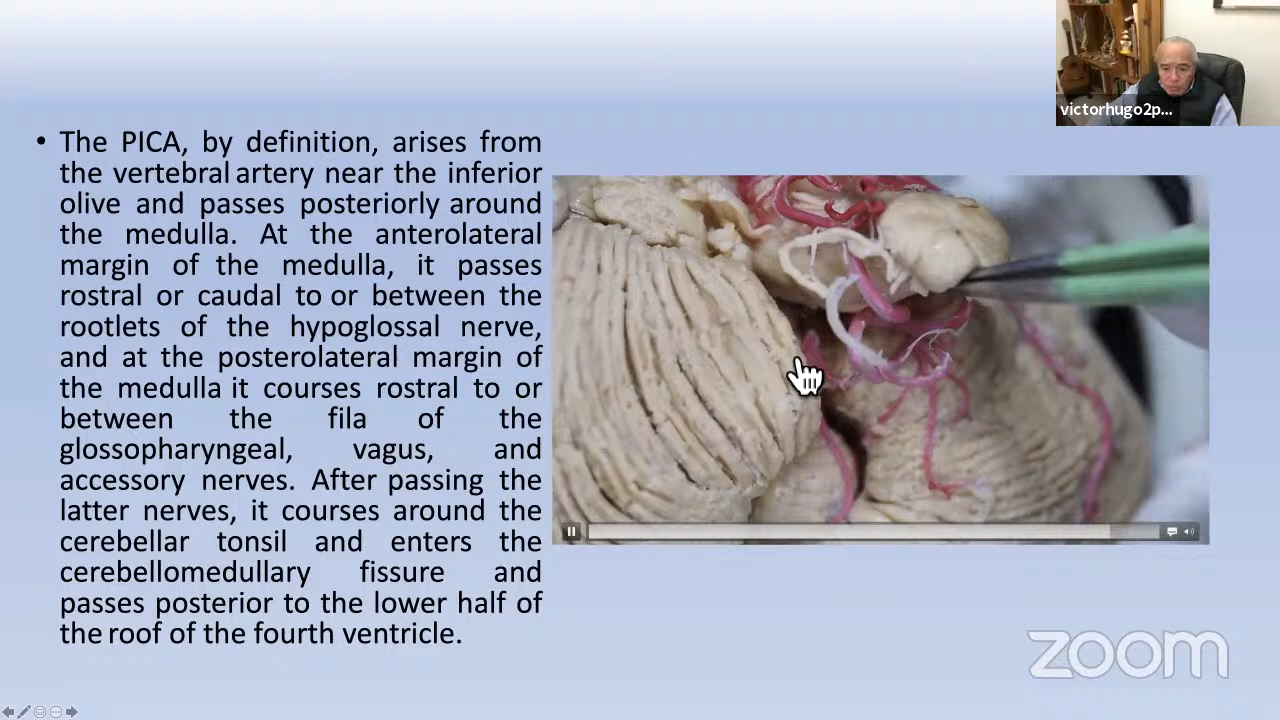 victorhugo2p...
• The PICA, by definition, arises from
the vertebral artery near the inferior
olive and passes posteriorly around
the medulla. At the anterolateral
margin of the medulla, it passes
rostral or caudal to or between the
rootlets of the hypoglossal nerve,
and at the posterolateral margin of
the medulla it courses rostral to or
between the fila of the
glossopharyngeal, vagus, and
accessory nerves. After passing the
latter nerves, it courses around the
cerebellar tonsil and enters the
cerebellomedullary fissure and
passes posterior to the lower half of
the roof of the fourth ventricle.
zoom